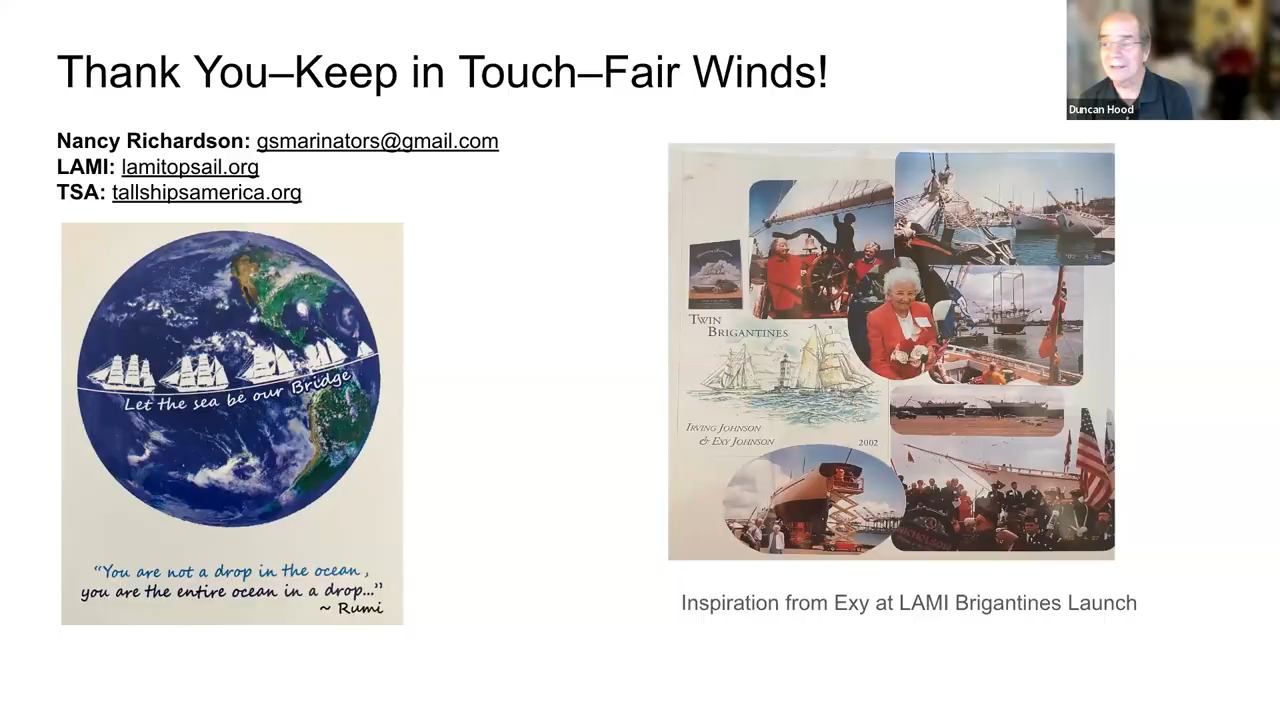 Thank You–Keep in Touch–Fair Winds!
Duncan Hood
Nancy Richardson: gsmarinators@gmail.com
LAMI: lamitopsail.org
TSA: tallshipsamerica.org
Let the sea be our Bridge
“You are not a drop in the ocean,
you are the entire ocean in a drop...”
~ Rumi
TWIN
BRIGANTINES
IRVING JOHNSON
& EXY JOHNSON
2002
Inspiration from Exy at LAMI Brigantines Launch